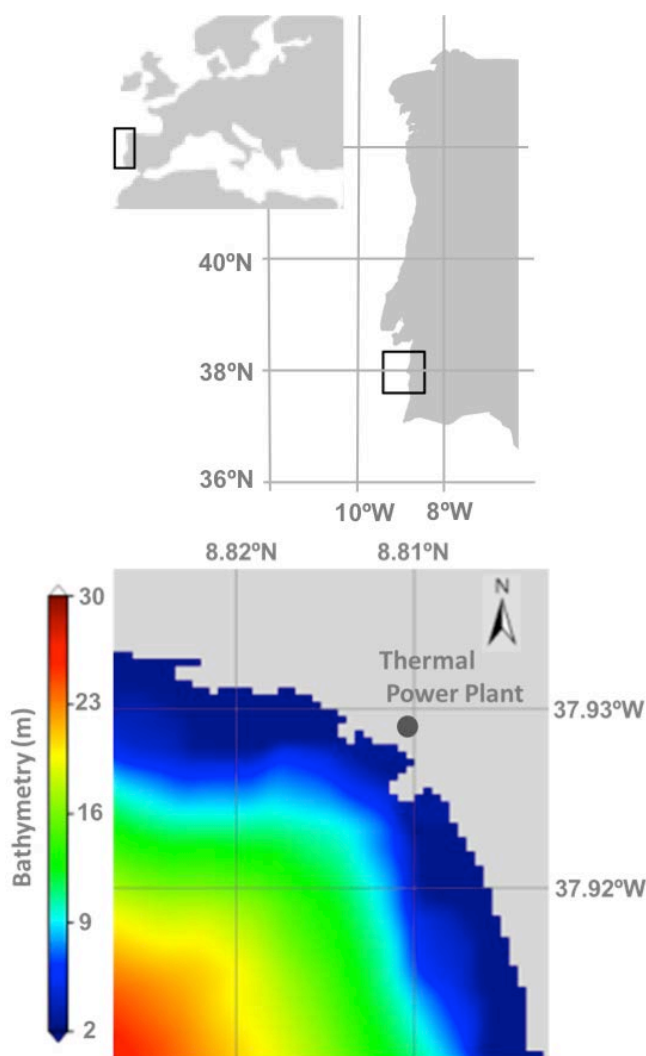 40ºN
38ºN
36ºN
10ºW 8ºW
8.82ºN 8.81ºN
30
23
16
9
2
Bathymetry (m)
N
Thermal
Power Plant
37.93ºW
37.92ºW